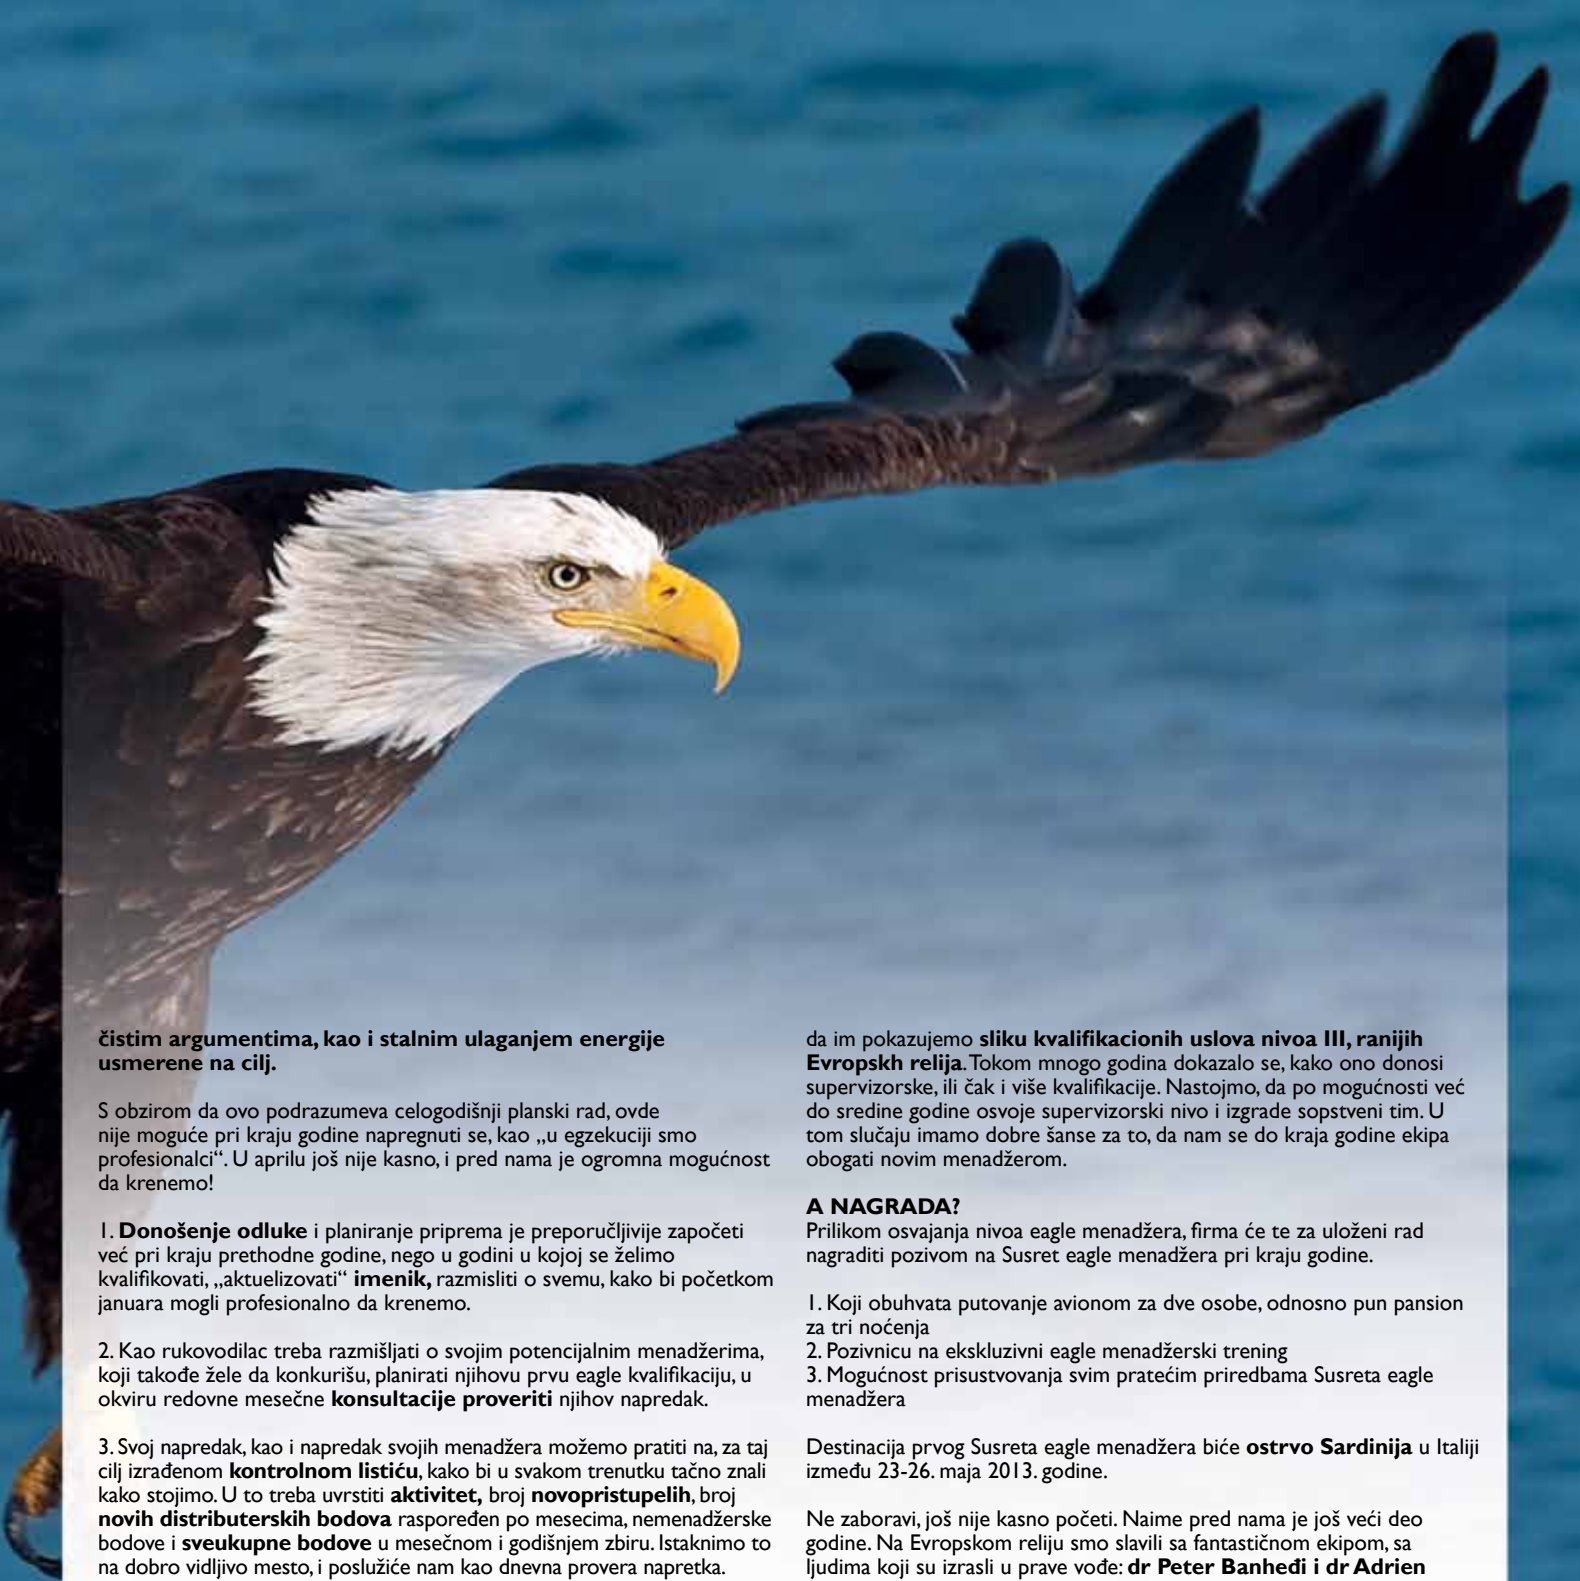 čistim argumentima, kao i stalnim ulaganjem energije
usmerene na cilj.
S obzirom da ovo podrazumeva celogodišnji planski rad, ovde
nije moguće pri kraju godine napregnuti se, kao „u egzekuciji smo
profesionalci“. U aprilu još nije kasno, i pred nama je ogromna mogućnost
da krenemo!
1. Donošenje odluke i planiranje priprema je preporučljivije započeti
već pri kraju prethodne godine, nego u godini u kojoj se želimo
kvalifikovati, „aktuelizovati“ imenik, razmisliti o svemu, kako bi početkom
januara mogli profesionalno da krenemo.
2. Kao rukovodilac treba razmišljati o svojim potencijalnim menadžerima,
koji takođe žele da konkurišu, planirati njihovu prvu eagle kvalifikaciju, u
okviru redovne mesečne konsultacije proveriti njihov napredak.
3. Svoj napredak, kao i napredak svojih menadžera možemo pratiti na, za taj
cilj izrađenom kontrolnom listiću, kako bi u svakom trenutku tačno znali
kako stojimo. U to treba uvrstiti aktivitet, broj novopristupelih, broj
novih distributerskih bodova raspoređen po mesecima, nemenadžerske
bodove i sveukupne bodove u mesečnom i godišnjem zbiru. Istaknimo to
na dobro vidljivo mesto, i poslužiće nam kao dnevna provera napretka.
da im pokazujemo sliku kvalifikacionih uslova nivoa III, ranijih
Evropskh relija. Tokom mnogo godina dokazalo se, kako ono donosi
supervizorske, ili čak i više kvalifikacije. Nastojmo, da po mogućnosti već
do sredine godine osvoje supervizorski nivo i izgrade sopstveni tim. U
tom slučaju imamo dobre šanse za to, da nam se do kraja godine ekipa
obogati novim menadžerom.
A NAGRADA?
Prilikom osvajanja nivoa eagle menadžera, firma će te za uloženi rad
nagraditi pozivom na Susret eagle menadžera pri kraju godine.
1. Koji obuhvata putovanje avionom za dve osobe, odnosno pun pansion
za tri noćenja
2. Pozivnicu na ekskluzivni eagle menadžerski trening
3. Mogućnost prisustvovanja svim pratećim priredbama Susreta eagle
menadžera
Destinacija prvog Susreta eagle menadžera biće ostrvo Sardinija u Italiji
između 23-26. maja 2013. godine.
Ne zaboravi, još nije kasno početi. Naime pred nama je još veći deo
godine. Na Evropskom reliju smo slavili sa fantastičnom ekipom, sa
ljudima koji su izrasli u prave vođe: dr Peter Banheđi i dr Adrien